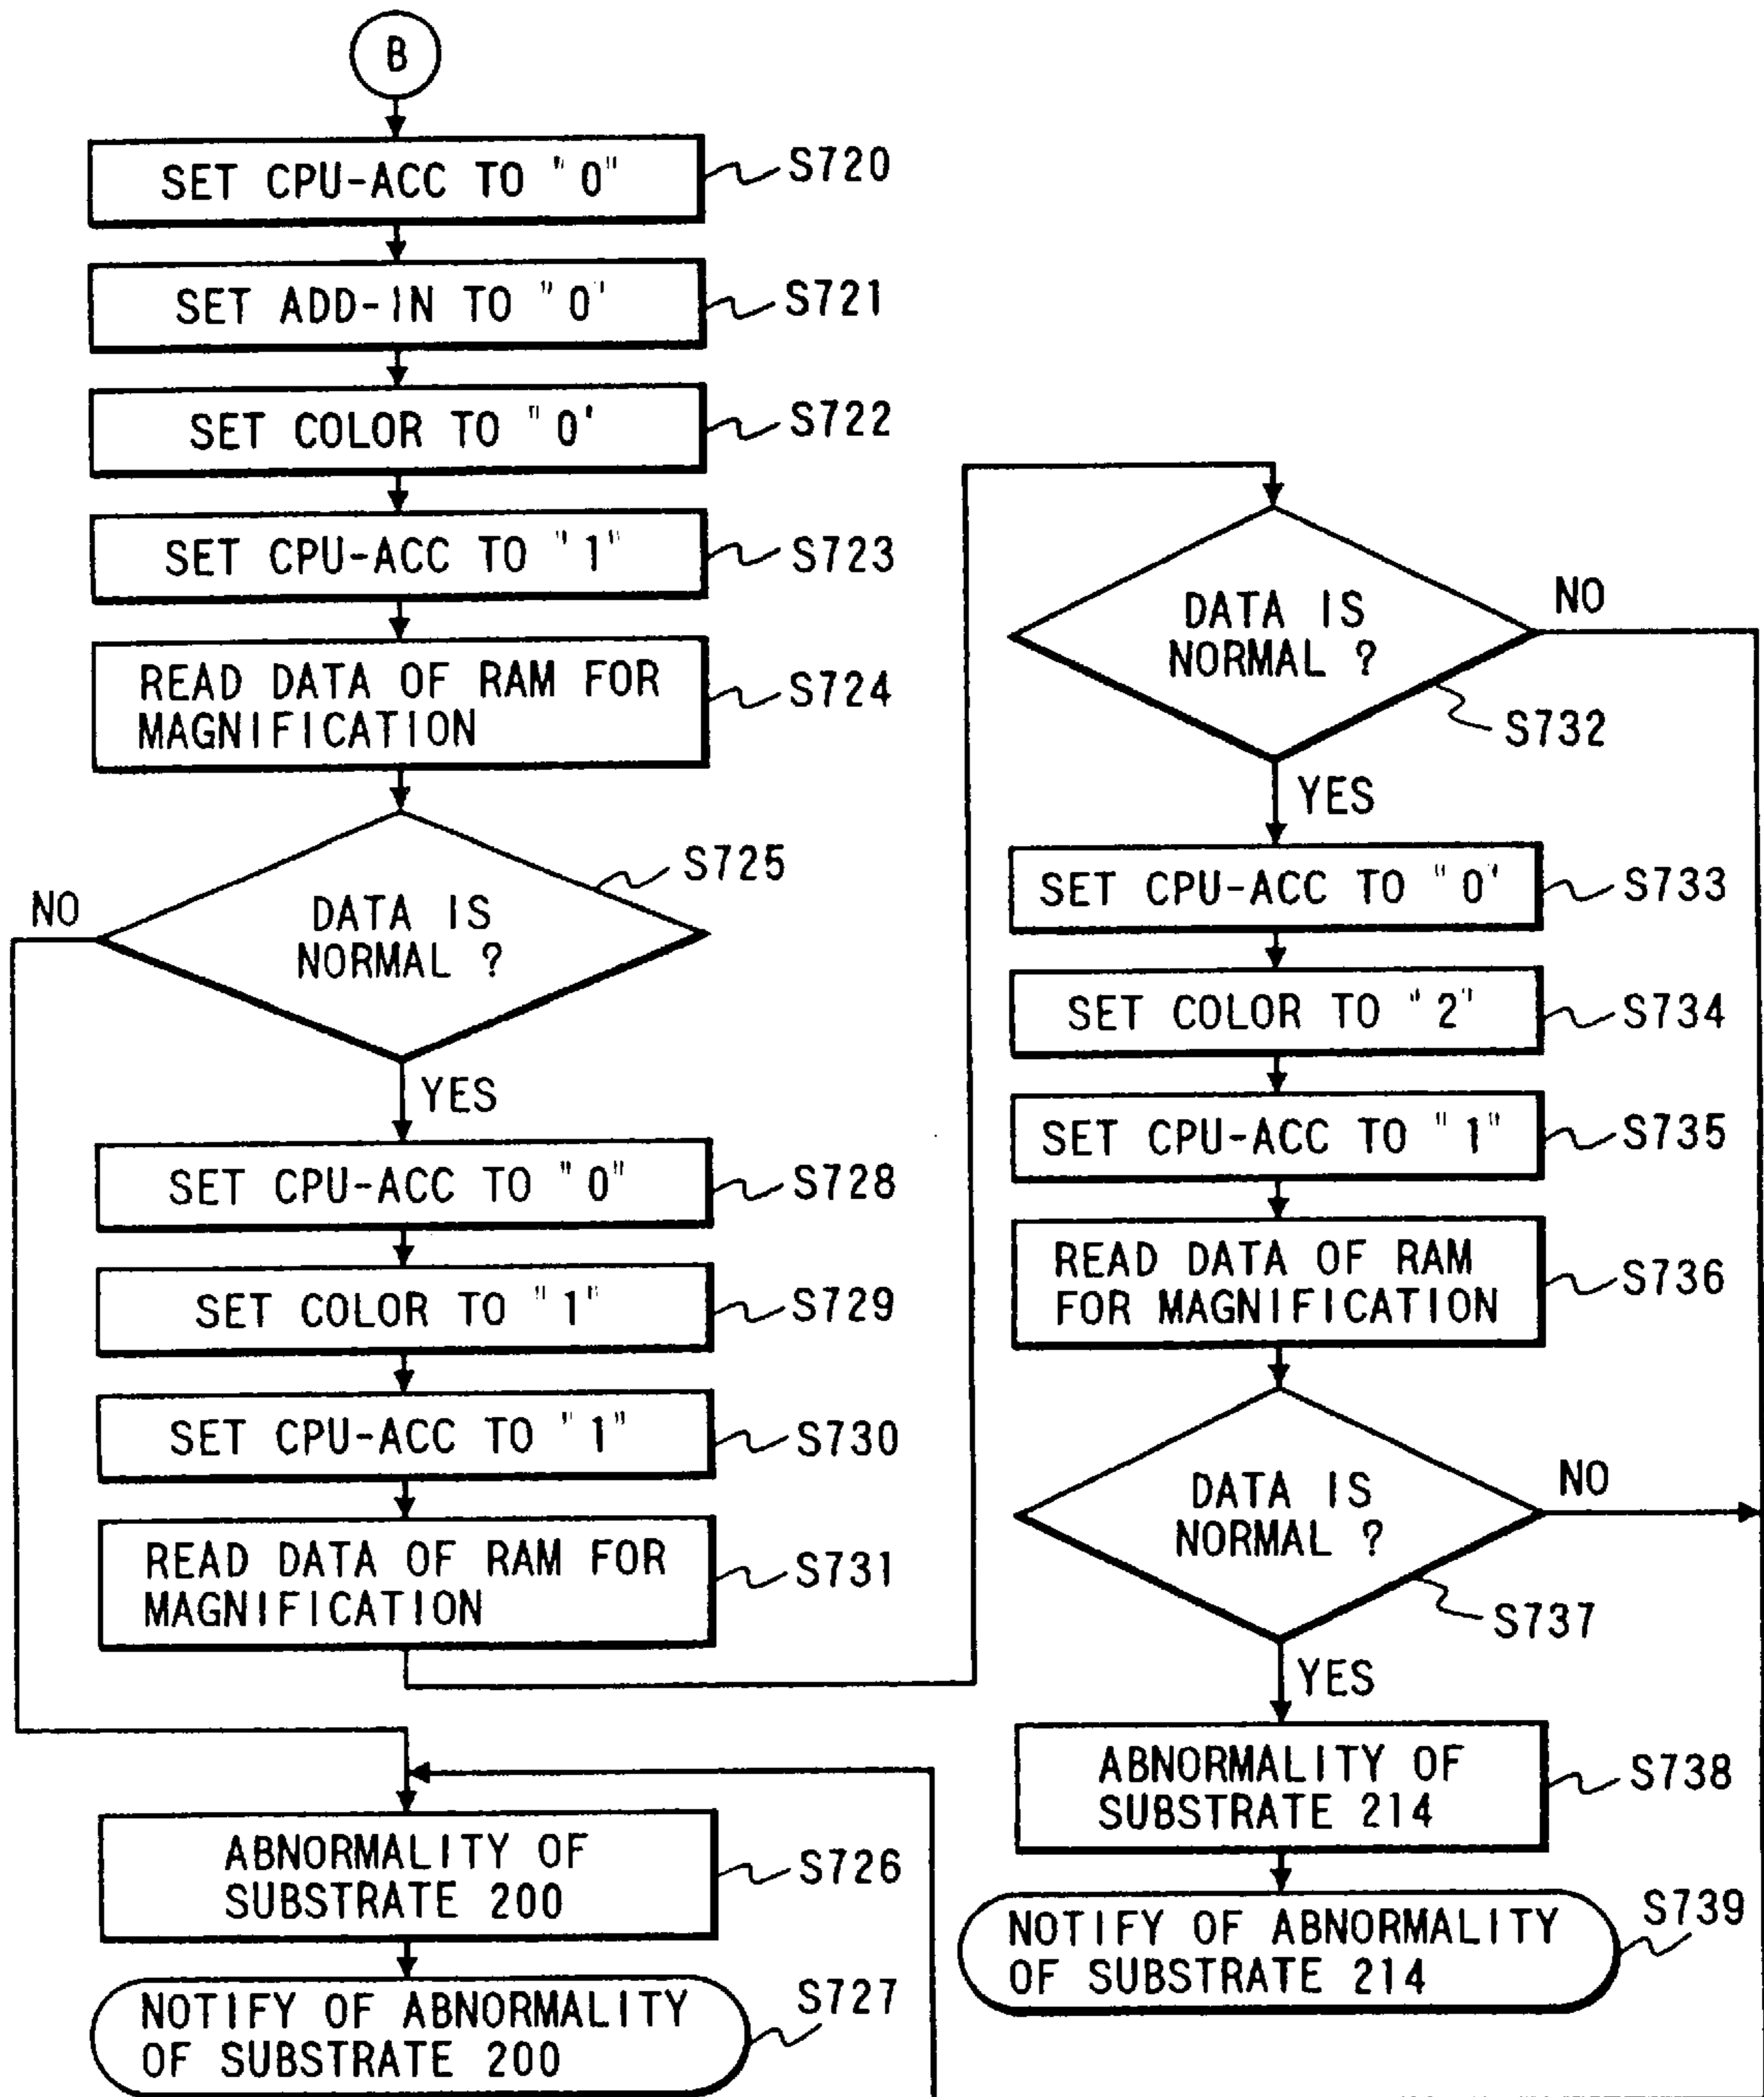 B
SET CPU-ACC TO "0"
S720
SET ADD-IN TO "0'
S721
SET COLOR TO "0'
S722
SET CPU-ACC TO "1"
S723
READ DATA OF RAM FOR
MAGNIFICATION
S724
DATA IS
NORMAL ?
S725
NO
YES
SET CPU-ACC TO "0"
S728
SET COLOR TO "1"
S729
SET CPU-ACC TO "1"
S730
READ DATA OF RAM FOR
MAGNIFICATION
S731
ABNORMALITY OF
SUBSTRATE 200
S726
NOTIFY OF ABNORMALITY
OF SUBSTRATE 200
S727
DATA IS
NORMAL ?
NO
S732
YES
SET CPU-ACC TO "0'
S733
SET COLOR TO "2"
S734
SET CPU-ACC TO "1"
S735
READ DATA OF RAM
FOR MAGNIFICATION
S736
DATA IS
NORMAL ?
NO
S737
YES
ABNORMALITY OF
SUBSTRATE 214
S738
NOTIFY OF ABNORMALITY
OF SUBSTRATE 214
S739